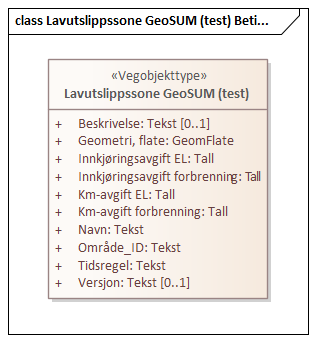 class Lavutslippssone GeoSUM (test) Beti...
«Vegobjekttype»
Lavutslippssone GeoSUM (test)
+ Beskrivelse: Tekst [0..1]
+ Geometri, flate: GeomFlate
+ Innkjøringsavgift EL: Tall
+ Innkjøringsavgift forbrenning: Tall
+ Km-avgift EL: Tall
+ Km-avgift forbrenning: Tall
+ Navn: Tekst
+ Område_ID: Tekst
+ Tidsregel: Tekst
+ Versjon: Tekst [0..1]